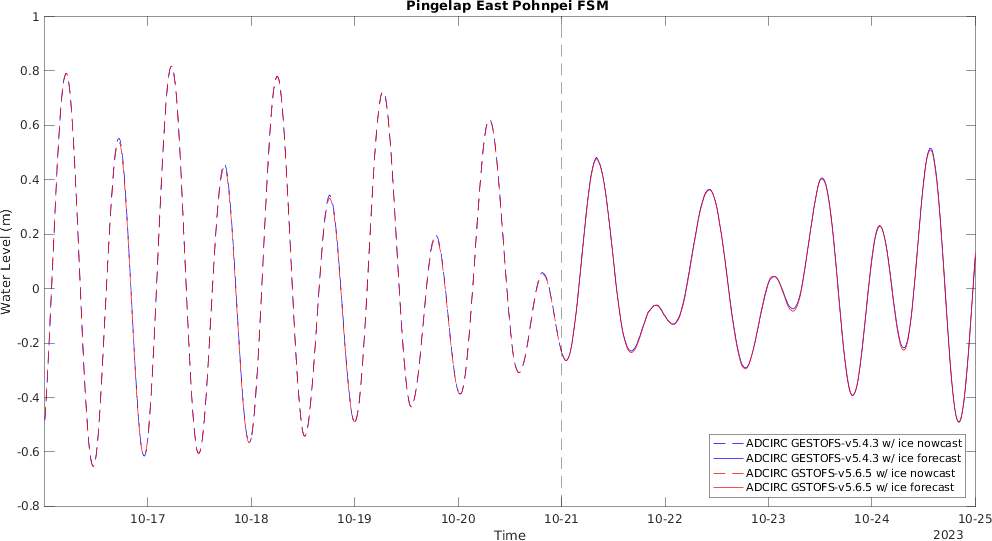 Pingelap East Pohnpei FSM
1
0.8
0.6
0.4
0.2
0
-0.2
-0.4
-0.6
-0.8
Water Level (m)
10-17
10-18
10-19
10-20
10-21
10-22
10-23
10-24
10-25
Time
2023
ADCIRC GESTOFS-v5.4.3 w/ ice nowcast
ADCIRC GESTOFS-v5.4.3 w/ ice forecast
ADCIRC GSTOFS-v5.6.5 w/ ice nowcast
ADCIRC GSTOFS-v5.6.5 w/ ice forecast